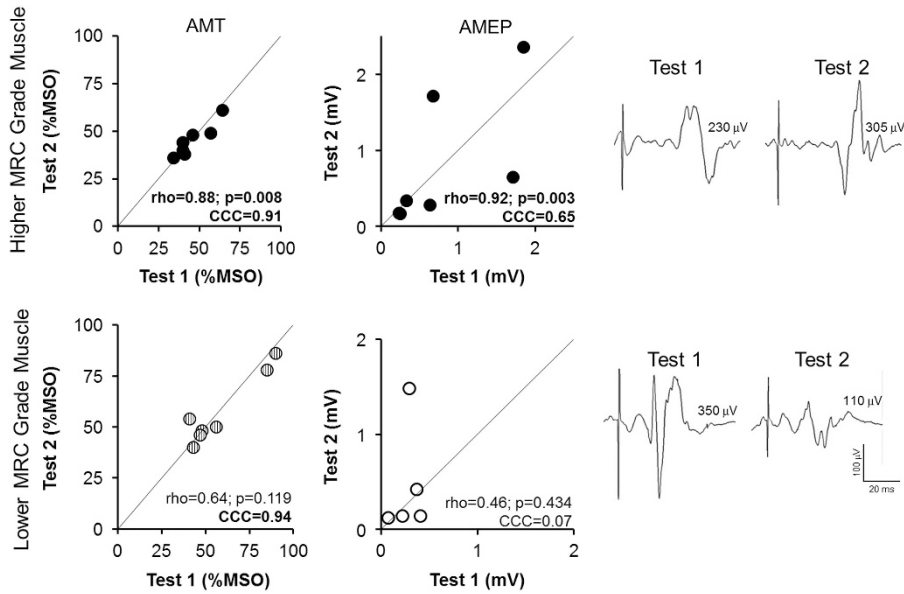 AMT
AMEP
Higher MRC Grade Muscle
Test 2 (%MSO)
100
75
50
25
0
rho=0.88; p=0.008
CCC=0.91
0 25 50 75 100
Test 1 (%MSO)
Test 2 (mV)
2
1
0
rho=0.92; p=0.003
CCC=0.65
0 1 2
Test 1 (mV)
Test 1
Test 2
230 µV
305 µV
Lower MRC Grade Muscle
Test 2 (%MSO)
100
75
50
25
0
rho=0.64; p=0.119
CCC=0.94
0 25 50 75 100
Test 1 (%MSO)
Test 2 (mV)
2
1
0
rho=0.46; p=0.434
CCC=0.07
0 1 2
Test 1 (mV)
Test 1
Test 2
350 µV
110 µV
100 µV
20 ms